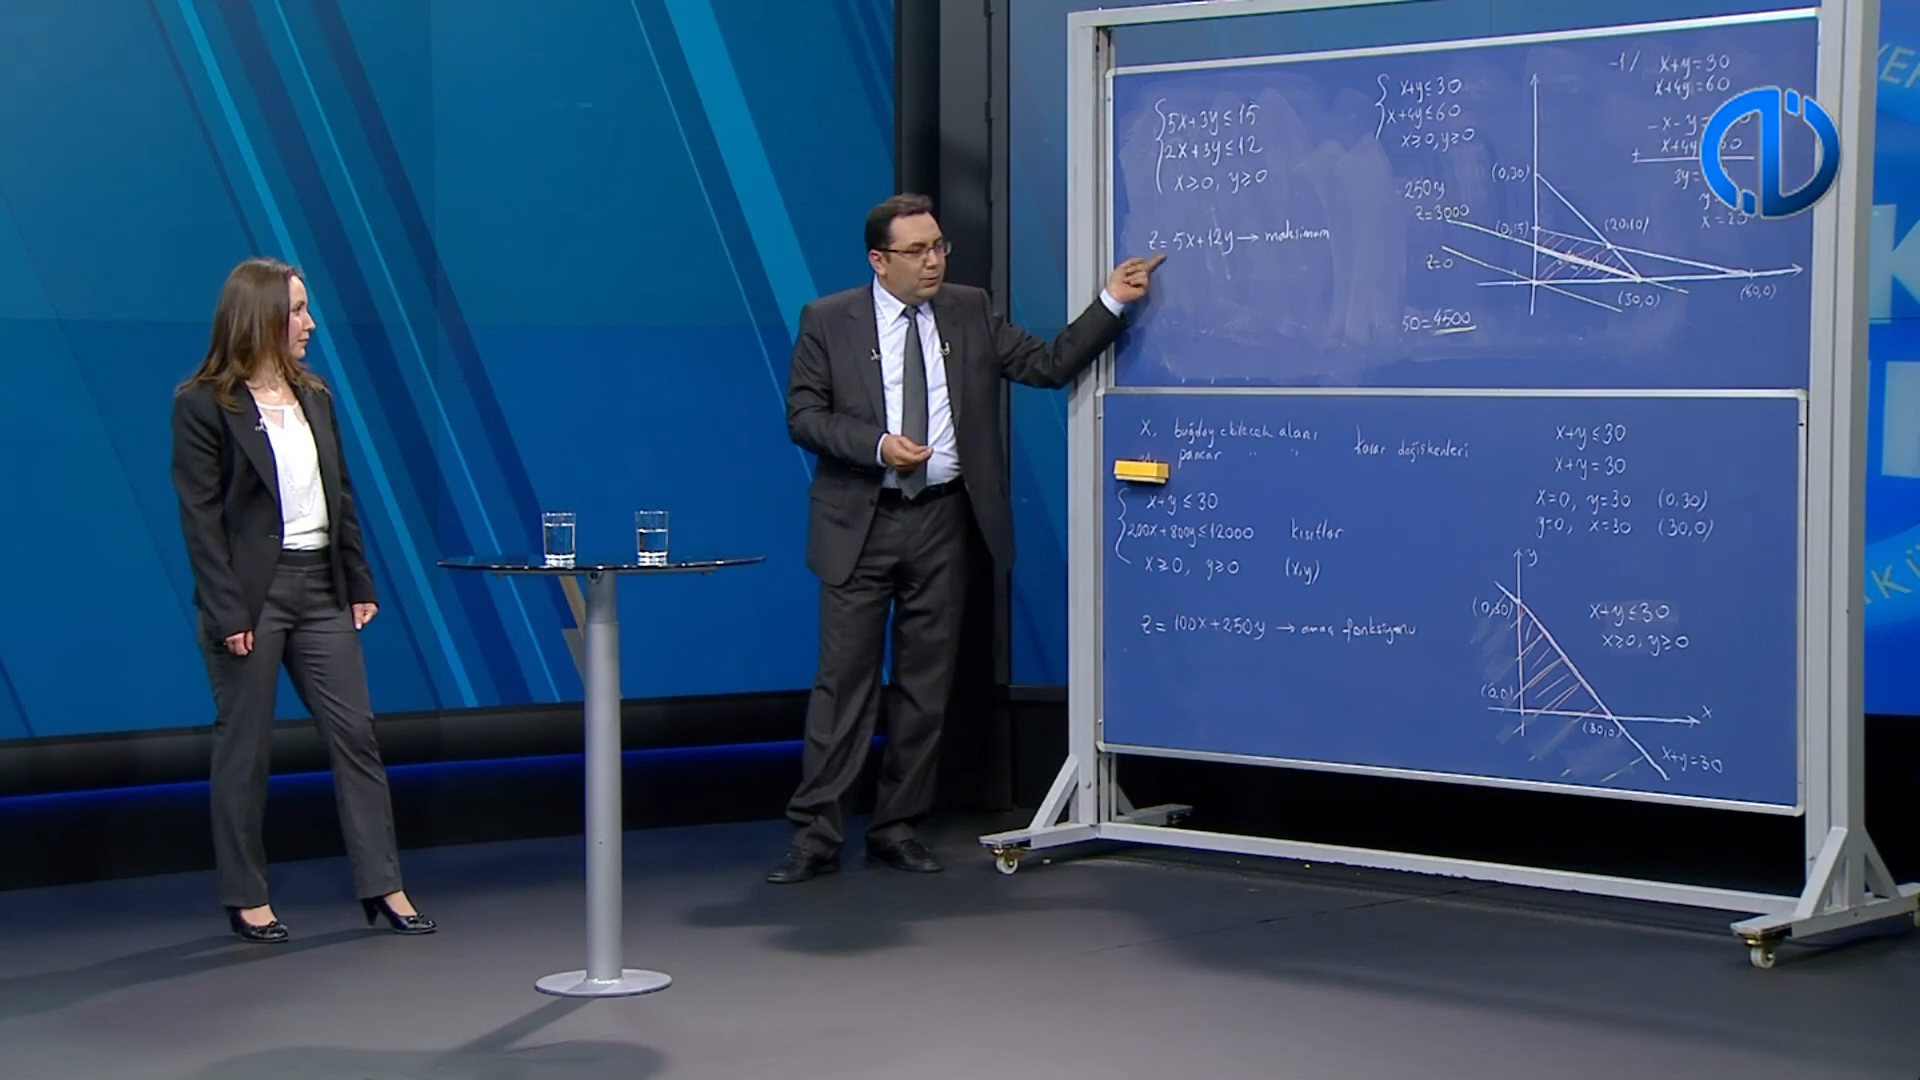 5x+3y≤15
2x+3y≤12
x≥0, y≥0
z= 5x+12y → maksimum
x+y≤30
x+4y≤60
x≥0, y≥0
250y
z=3000
z=0
50=4500
(0,30)
(0,15)
(20,10)
(30,0)
(60,0)
-1/ x+y=30
x+4y=60
-x-y=
+ x+4y
3y=
x=20
x. buğday ekilecek alanı
pancar " "
karar değişkenleri
x+y≤30
200x+800y≤12000 kısıtlar
x≥0, y≥0 (x,y)
z= 100x+250y → amaç fonksiyonu
x+y≤30
x+y=30
x=0, y=30 (0,30)
y=0, x=30 (30,0)
y
(0,30)
x+y≤30
x≥0, y≥0
(0,0)
x
(30,0)
x+y=30